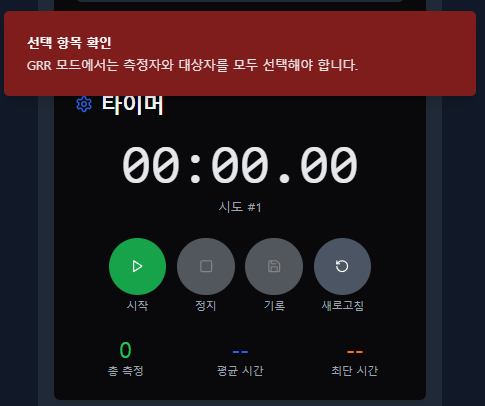 선택 항목 확인
GRR 모드에서는 측정자와 대상자를 모두 선택해야 합니다.
타이머
00:00.00
시도 #1
시작 정지 기록 새로고침
0 -- --
총 측정 평균 시간 최단 시간